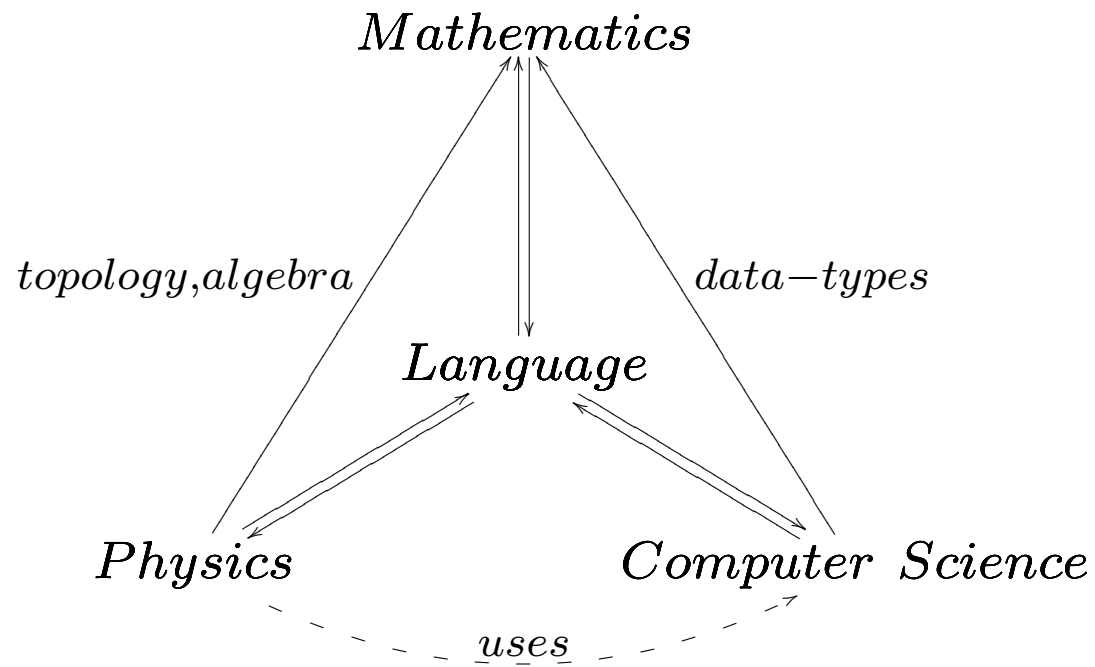 Mathematics
topology,algebra
data−types
Language
Physics
Computer Science
uses